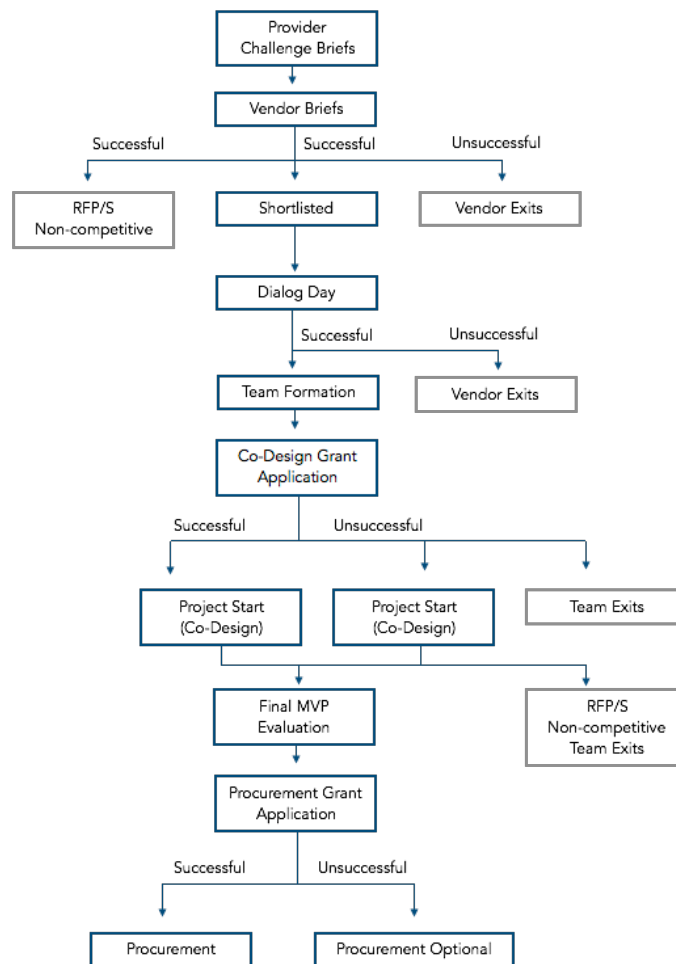 Provider
Challenge Briefs
Vendor Briefs
Successful
Successful
Unsuccessful
RFP/S
Non-competitive
Shortlisted
Vendor Exits
Dialog Day
Successful
Unsuccessful
Team Formation
Vendor Exits
Co-Design Grant
Application
Successful
Unsuccessful
Project Start
(Co-Design)
Project Start
(Co-Design)
Team Exits
Final MVP
Evaluation
RFP/S
Non-competitive
Team Exits
Procurement Grant
Application
Successful
Unsuccessful
Procurement
Procurement Optional